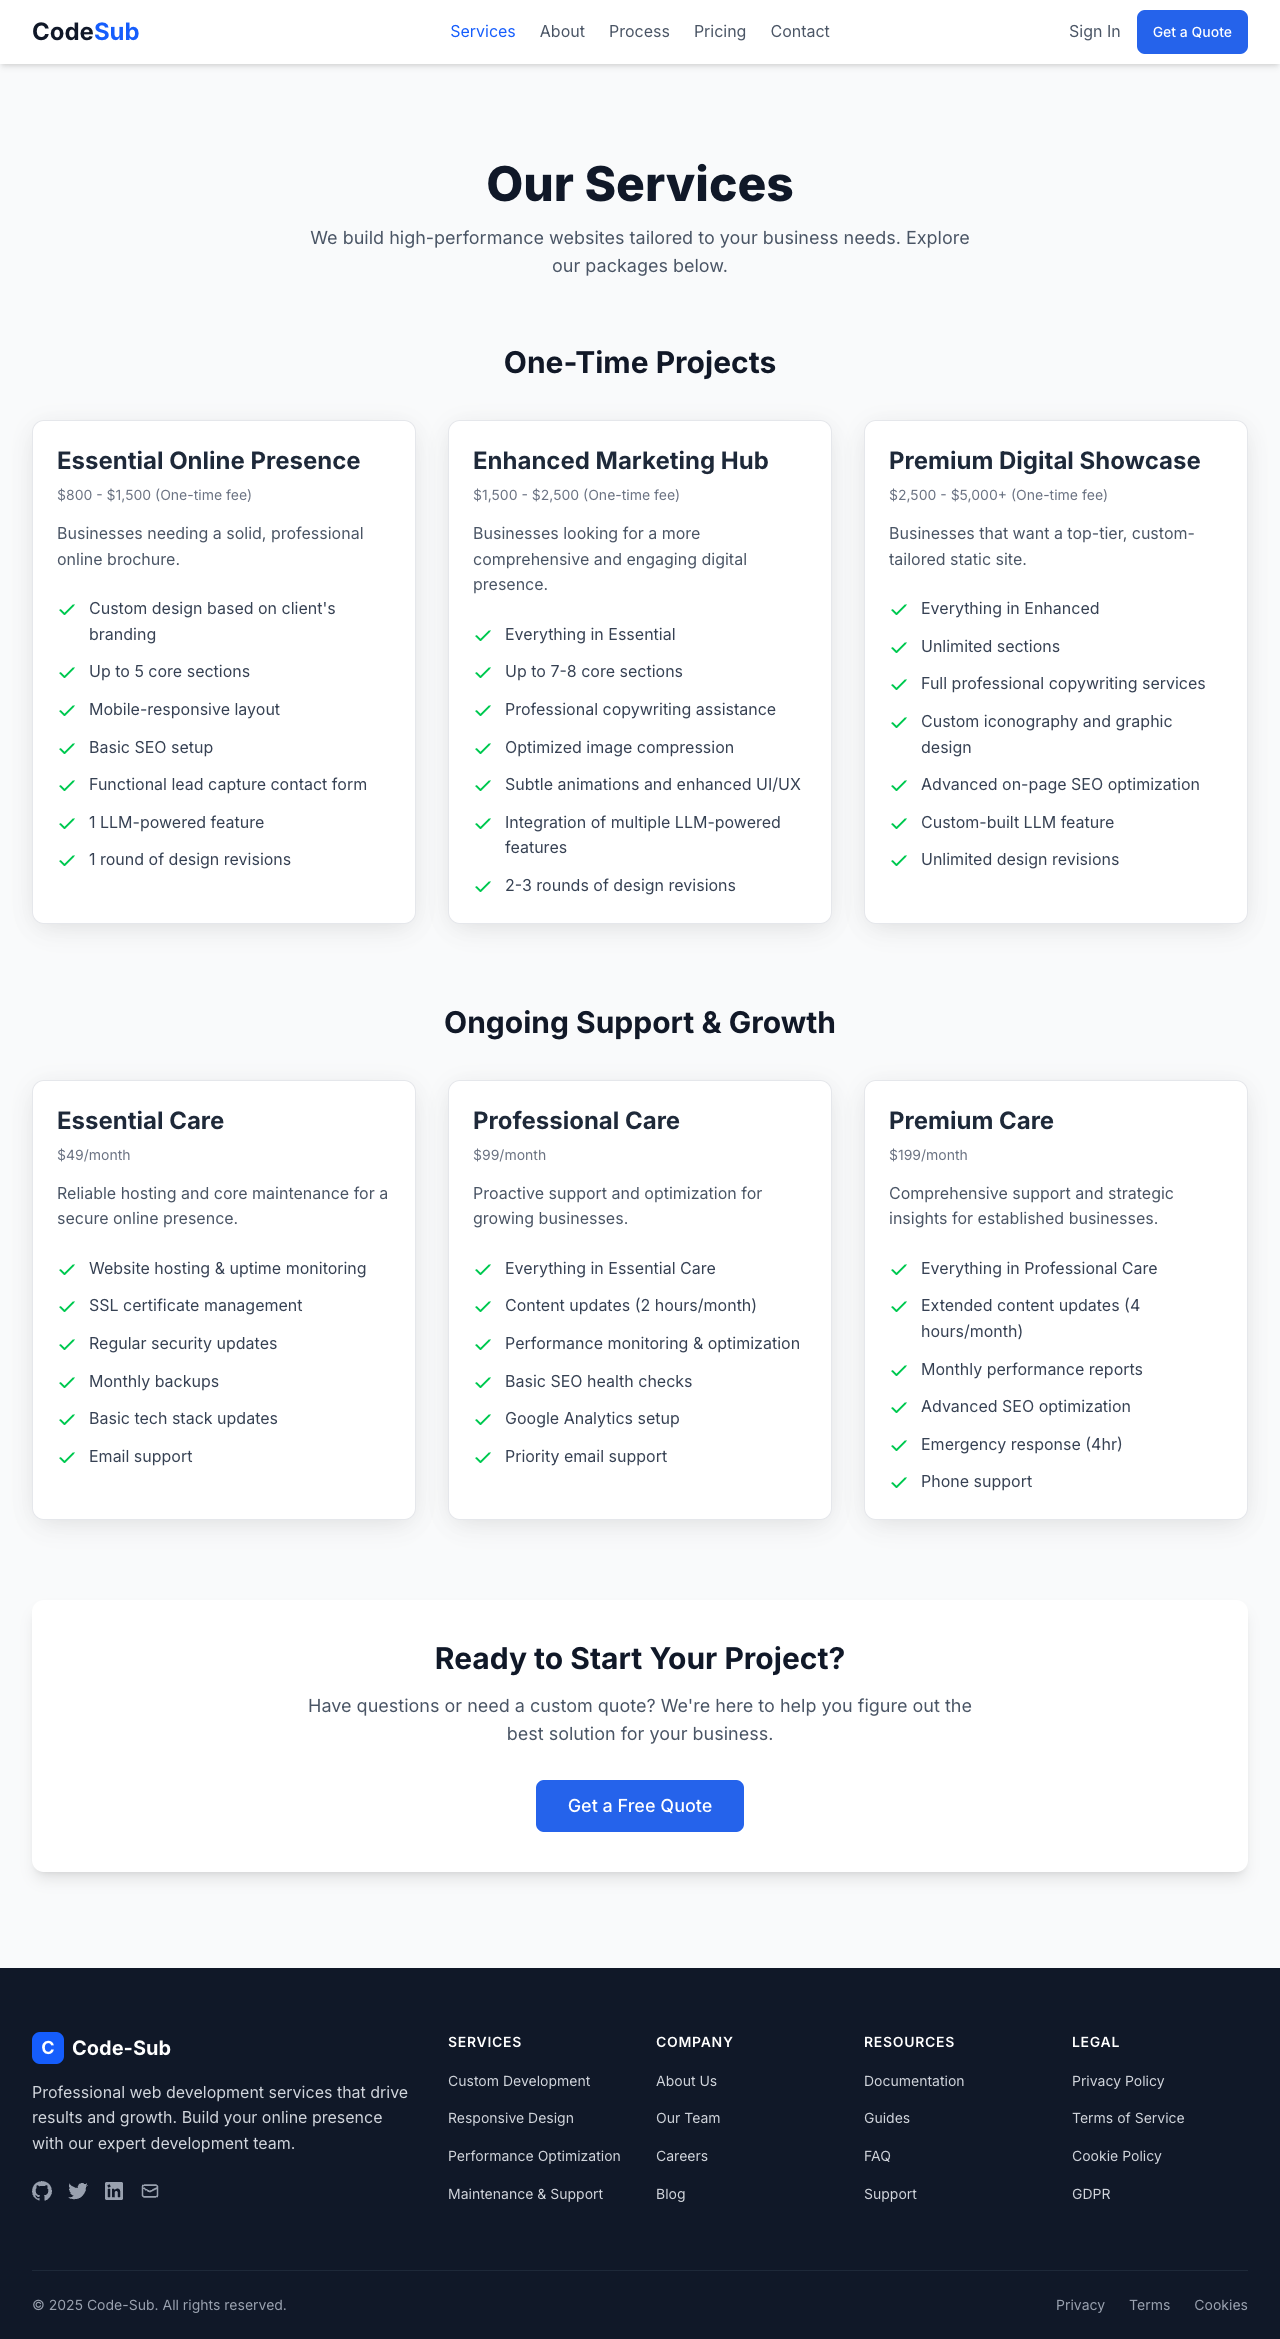 CodeSub
Services
About
Process
Pricing
Contact
Sign In
Get a Quote
Our Services
We build high-performance websites tailored to your business needs. Explore
our packages below.
One-Time Projects
Essential Online Presence
$800 - $1,500 (One-time fee)
Businesses needing a solid, professional
online brochure.
Custom design based on client's
branding
Up to 5 core sections
Mobile-responsive layout
Basic SEO setup
Functional lead capture contact form
1 LLM-powered feature
1 round of design revisions
Enhanced Marketing Hub
$1,500 - $2,500 (One-time fee)
Businesses looking for a more
comprehensive and engaging digital
presence.
Everything in Essential
Up to 7-8 core sections
Professional copywriting assistance
Optimized image compression
Subtle animations and enhanced UI/UX
Integration of multiple LLM-powered
features
2-3 rounds of design revisions
Premium Digital Showcase
$2,500 - $5,000+ (One-time fee)
Businesses that want a top-tier, custom-
tailored static site.
Everything in Enhanced
Unlimited sections
Full professional copywriting services
Custom iconography and graphic
design
Advanced on-page SEO optimization
Custom-built LLM feature
Unlimited design revisions
Ongoing Support & Growth
Essential Care
$49/month
Reliable hosting and core maintenance for a
secure online presence.
Website hosting & uptime monitoring
SSL certificate management
Regular security updates
Monthly backups
Basic tech stack updates
Email support
Professional Care
$99/month
Proactive support and optimization for
growing businesses.
Everything in Essential Care
Content updates (2 hours/month)
Performance monitoring & optimization
Basic SEO health checks
Google Analytics setup
Priority email support
Premium Care
$199/month
Comprehensive support and strategic
insights for established businesses.
Everything in Professional Care
Extended content updates (4
hours/month)
Monthly performance reports
Advanced SEO optimization
Emergency response (4hr)
Phone support
Ready to Start Your Project?
Have questions or need a custom quote? We're here to help you figure out the
best solution for your business.
Get a Free Quote
C Code-Sub
Professional web development services that drive
results and growth. Build your online presence
with our expert development team.
SERVICES
Custom Development
Responsive Design
Performance Optimization
Maintenance & Support
COMPANY
About Us
Our Team
Careers
Blog
RESOURCES
Documentation
Guides
FAQ
Support
LEGAL
Privacy Policy
Terms of Service
Cookie Policy
GDPR
© 2025 Code-Sub. All rights reserved.
Privacy
Terms
Cookies